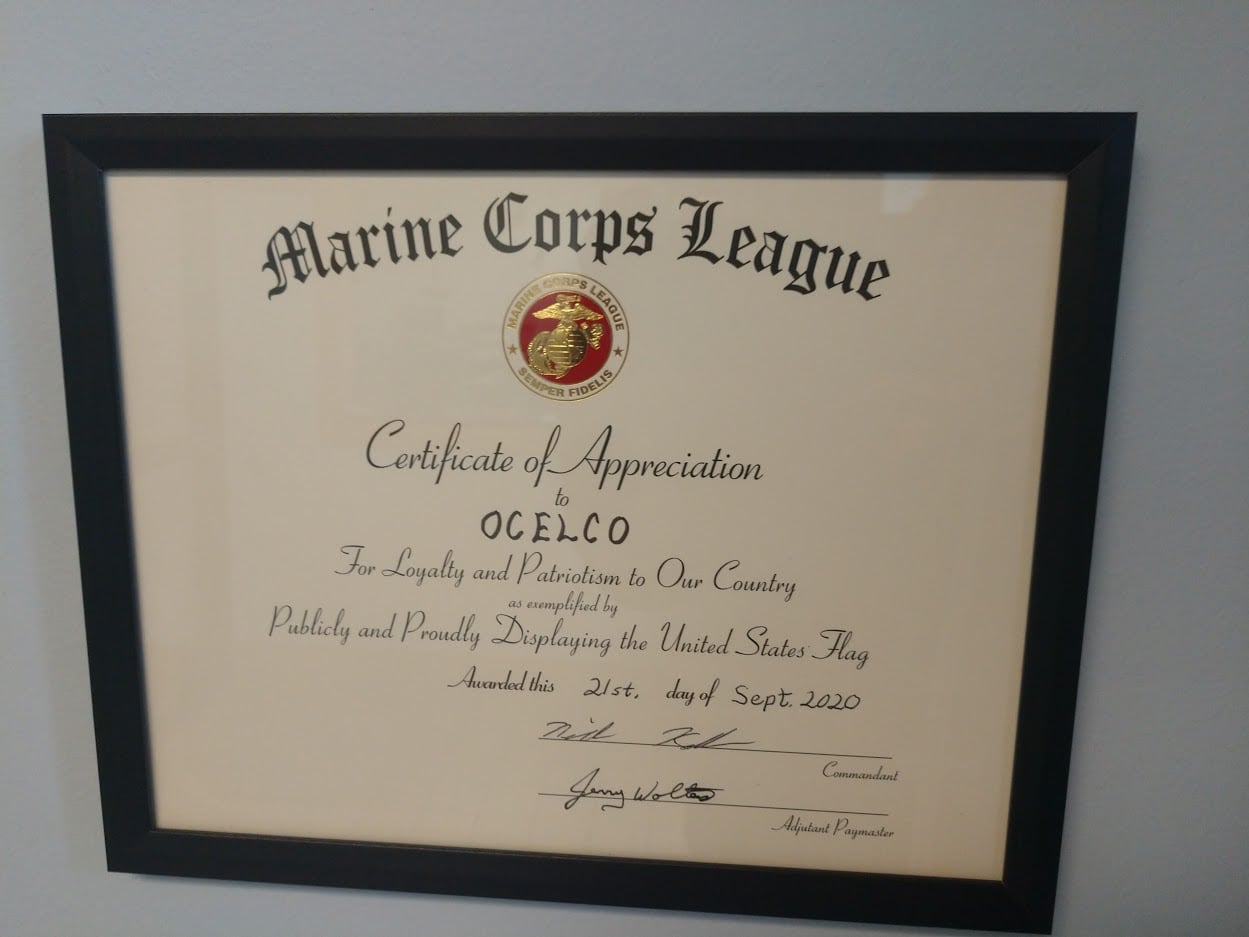 Marine Corps League
MARINE CORPS LEAGUE
SEMPER FIDELIS
Certificate of Appreciation
to
OCELCO
For Loyalty and Patriotism to Our Country
as exemplified by
Publicly and Proudly Displaying the United States Flag
Awarded this 21st. day of Sept. 2020
Commandant
Jerry Wolters
Adjutant Paymaster